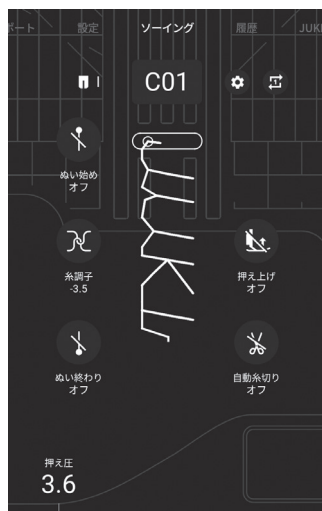 ポート 設定 ソーイング 履歴 JUKI
C01
ぬい始め
オフ
糸調子
-3.5
押え上げ
オフ
ぬい終わり
オフ
自動糸切り
オフ
押え圧
3.6